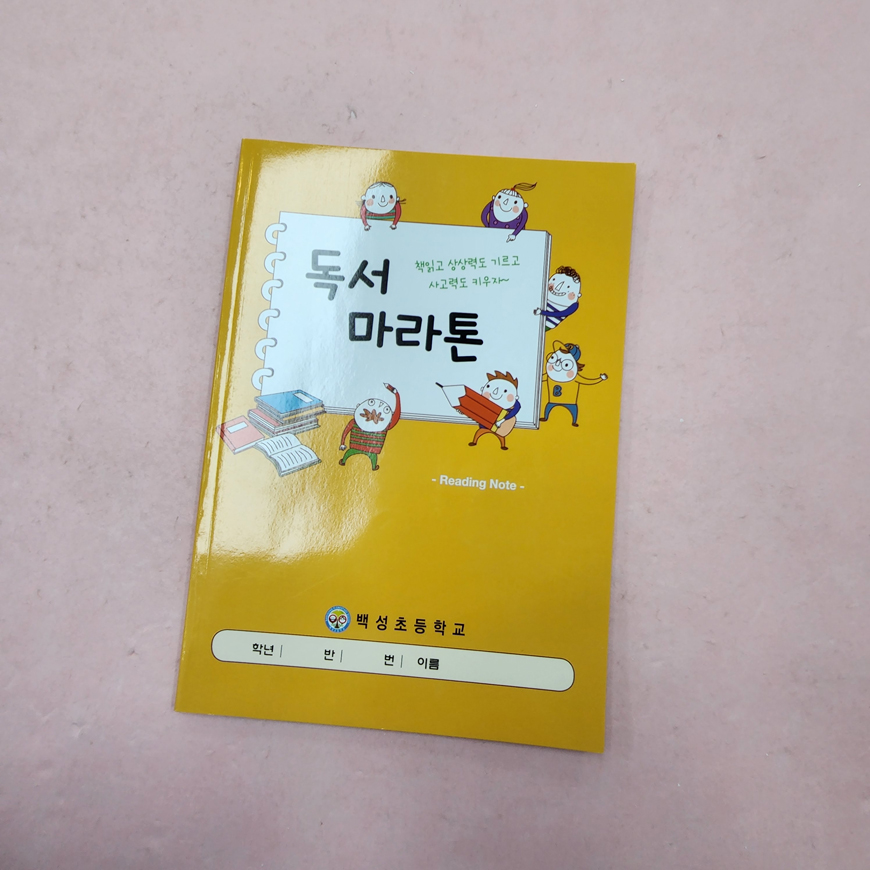 독서
마라톤
책읽고 상상력도 기르고
사고력도 키우자~
B
- Reading Note -
백성초등학교
학년 반 번 이름